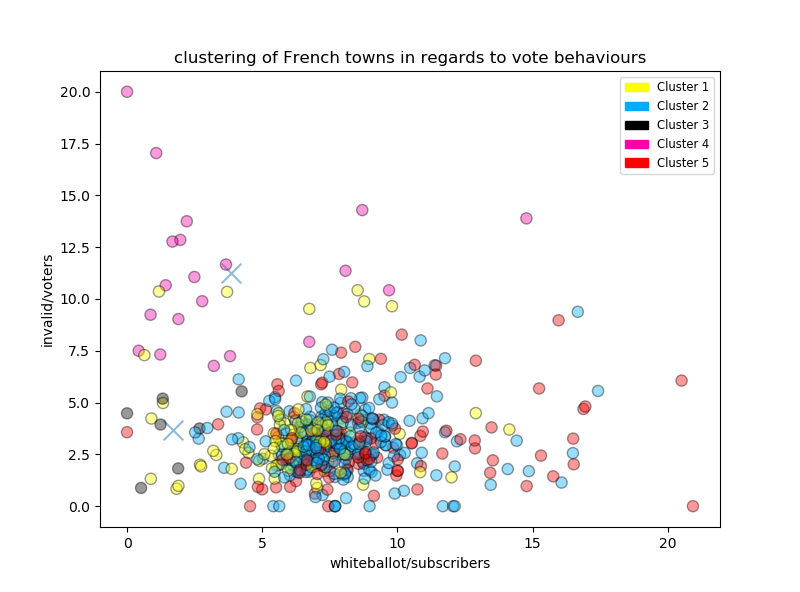 clustering of French towns in regards to vote behaviours
Cluster 1
Cluster 2
Cluster 3
Cluster 4
Cluster 5
20.0
17.5
15.0
12.5
10.0
7.5
5.0
2.5
0.0
invalid/voters
0 5 10 15 20
whiteballot/subscribers